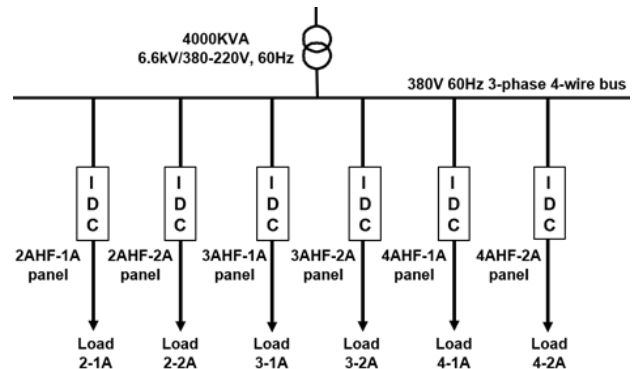 4000KVA
6.6kV/380-220V, 60Hz
380V 60Hz 3-phase 4-wire bus
I
D
C
I
D
C
I
D
C
I
D
C
I
D
C
I
D
C
2AHF-1A
panel
2AHF-2A
panel
3AHF-1A
panel
3AHF-2A
panel
4AHF-1A
panel
4AHF-2A
panel
Load
2-1A
Load
2-2A
Load
3-1A
Load
3-2A
Load
4-1A
Load
4-2A